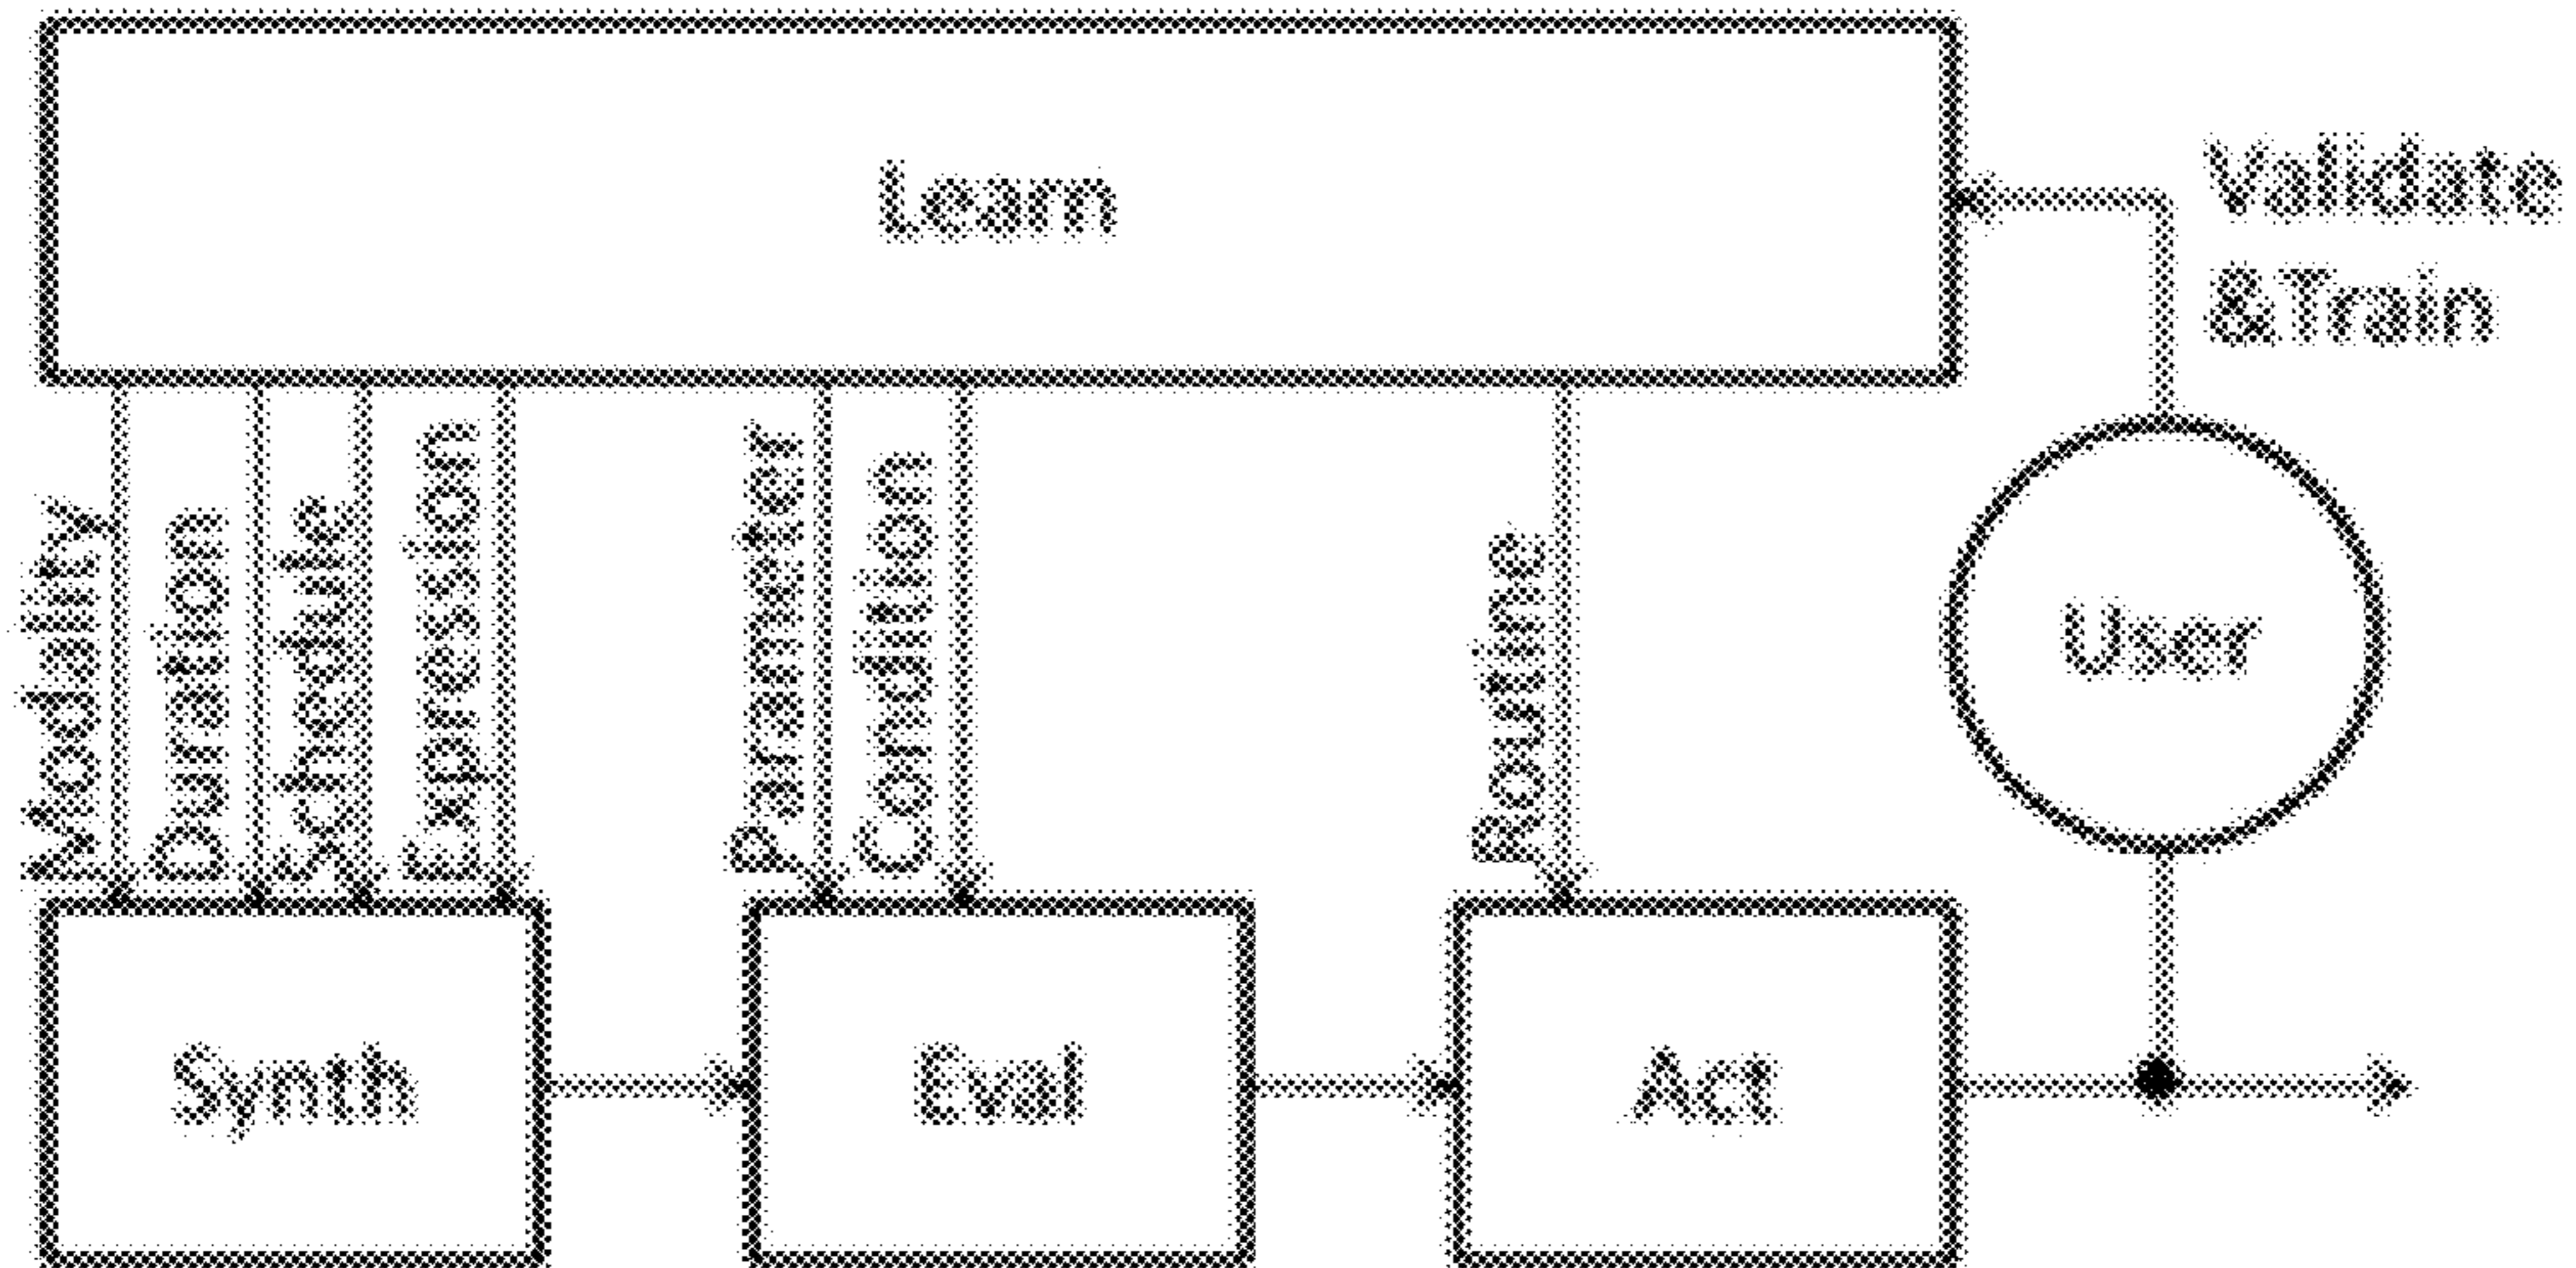 Learn
Validate
&Train
Modality
Duration
Schedule
Expression
Parameter
Condition
Routine
User
Synth
Eval
Act